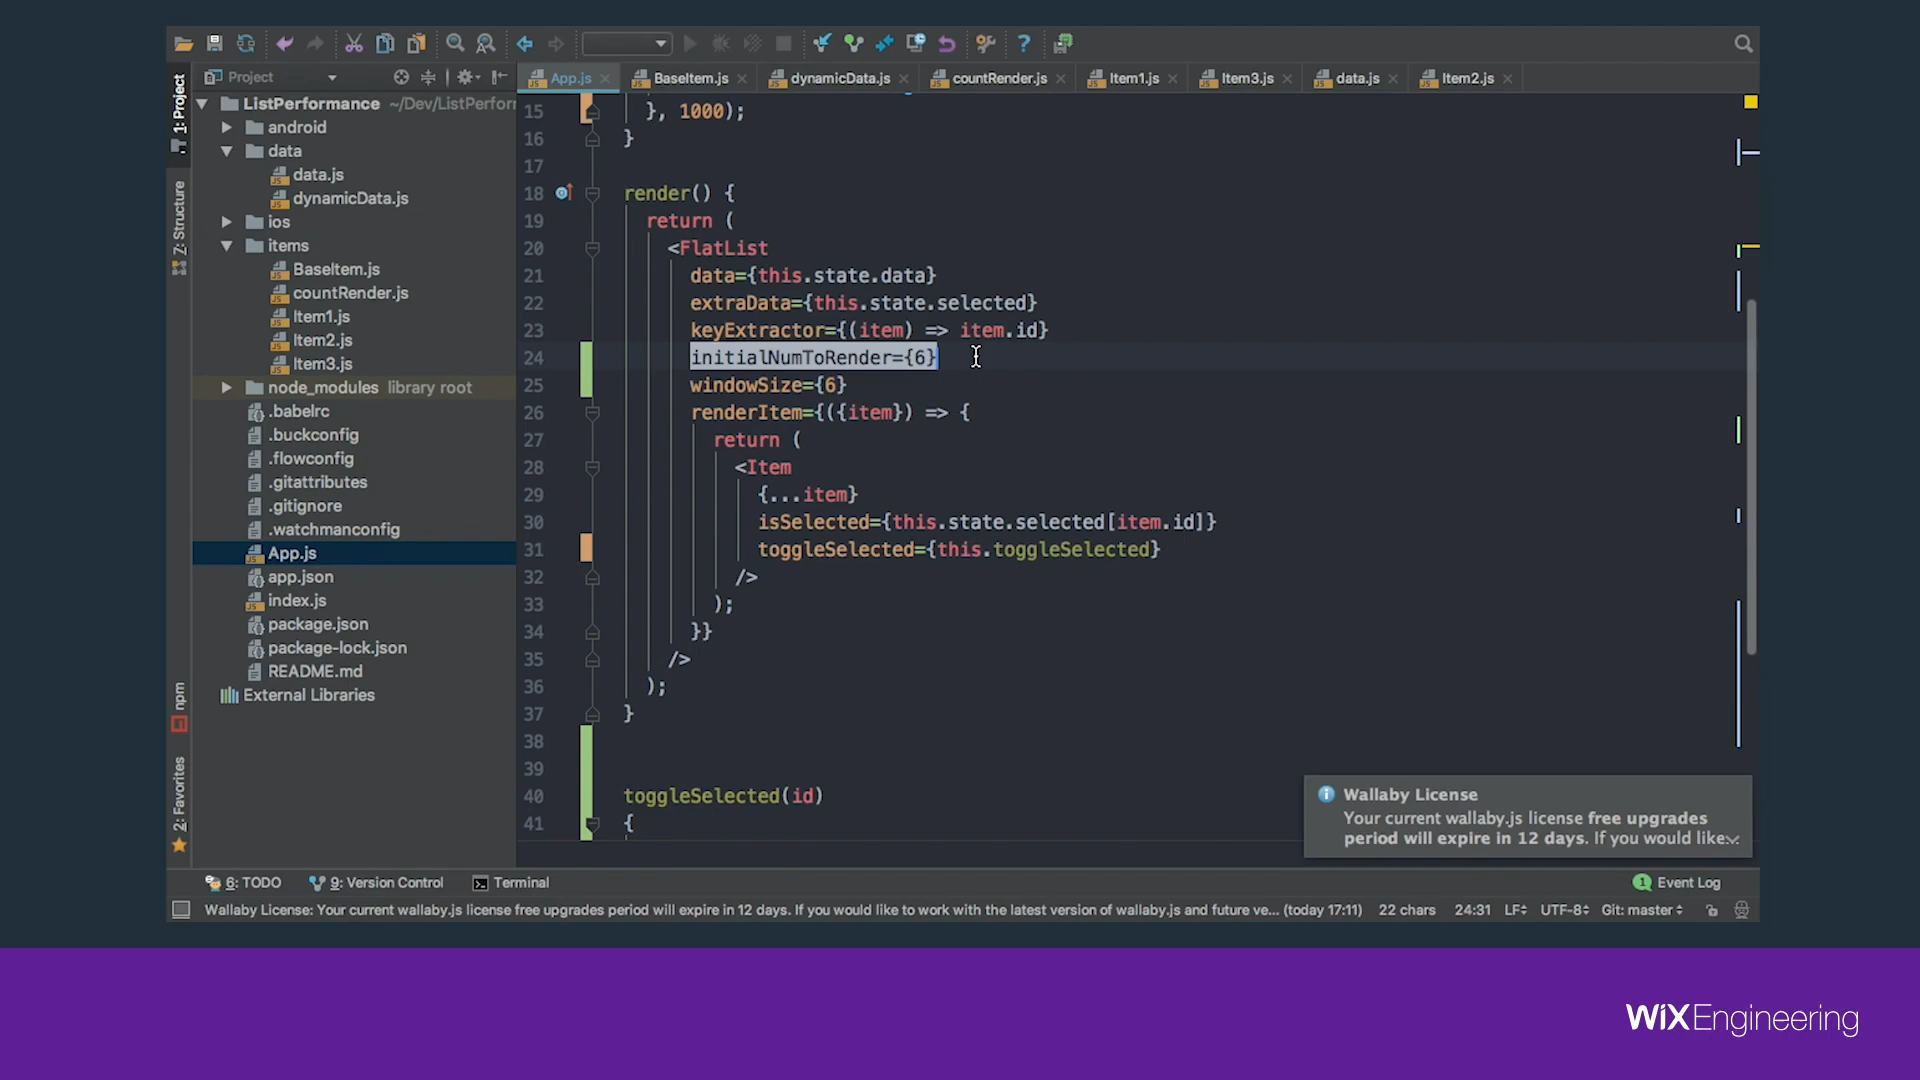 Project
App.js
BaseItem.js
dynamicData.js
countRender.js
Item1.js
Item3.js
data.js
Item2.js
1: Project
Z: Structure
npm
2: Favorites
ListPerformance ~/Dev/ListPerforr
android
data
data.js
dynamicData.js
ios
items
BaseItem.js
countRender.js
Item1.js
Item2.js
Item3.js
node_modules library root
.babelrc
.buckconfig
.flowconfig
.gitattributes
.gitignore
.watchmanconfig
App.js
app.json
index.js
package.json
package-lock.json
README.md
External Libraries
15 }, 1000);
16 }
17
18 render() {
19 return (
20 <FlatList
21 data={this.state.data}
22 extraData={this.state.selected}
23 keyExtractor={(item) => item.id}
24 initialNumToRender={6}
25 windowSize={6}
26 renderItem={({item}) => {
27 return (
28 <Item
29 {...item}
30 isSelected={this.state.selected[item.id]}
31 toggleSelected={this.toggleSelected}
32 />
33 );
34 }}
35 />
36 );
37 }
38
39
40 toggleSelected(id)
41 {
Wallaby License
Your current wallaby.js license free upgrades
period will expire in 12 days. If you would like...
6: TODO
9: Version Control
Terminal
1 Event Log
Wallaby License: Your current wallaby.js license free upgrades period will expire in 12 days. If you would like to work with the latest version of wallaby.js and future ve... (today 17:11)
22 chars
24:31
LF
UTF-8
Git: master
WiX Engineering